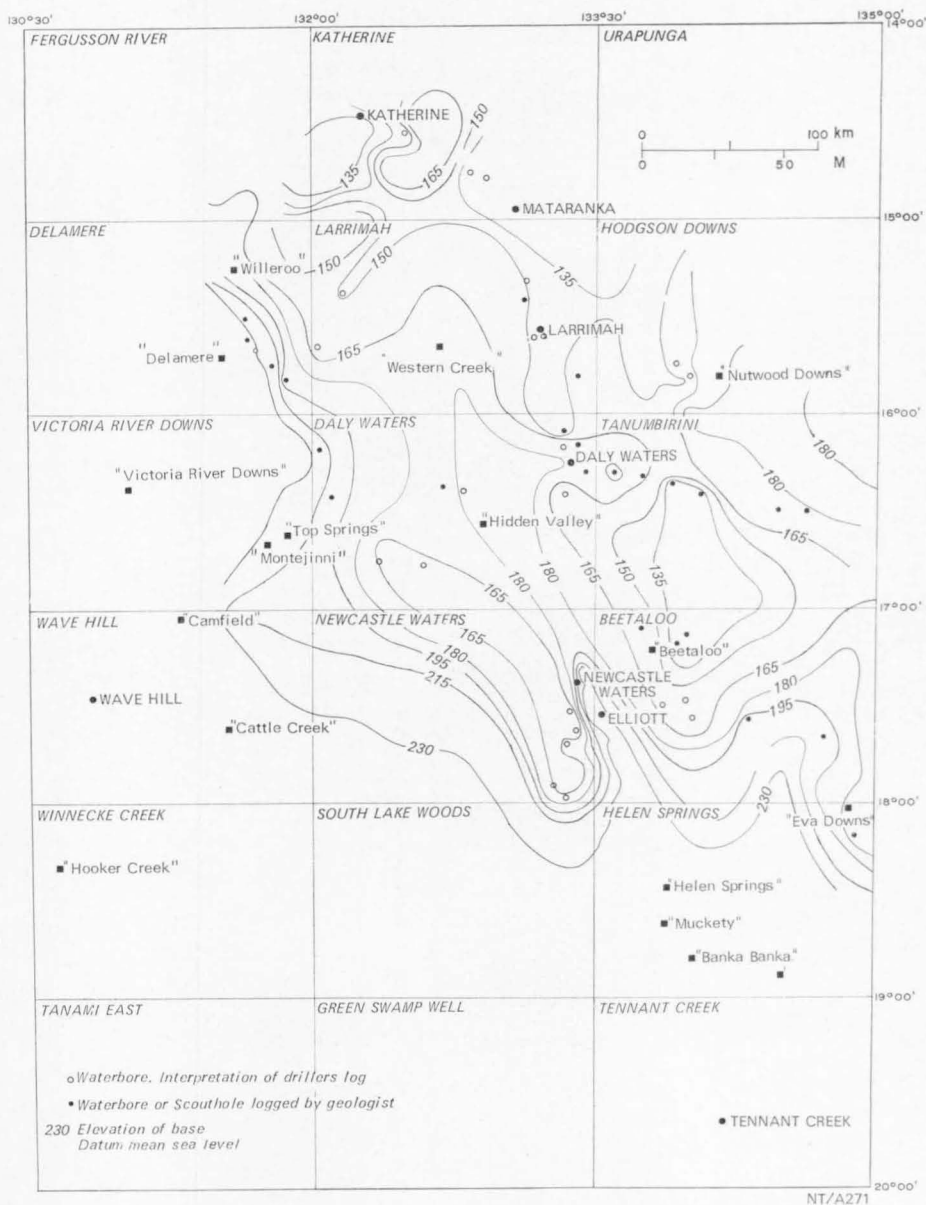 130°30' 132°00' 133°30' 135°00'
14°00'
FERGUSSON RIVER KATHERINE URAPUNGA
KATHERINE
150
0 100 km
0 50 M
135
165
MATARANKA
15°00'
DELAMERE LARRIMAH HODGSON DOWNS
150
"Willeroo"
150
135
LARRIMAH
165
"Delamere"
"Western Creek"
"Nutwood Downs"
16°00'
VICTORIA RIVER DOWNS DALY WATERS TANUMBIRINI
180
DALY WATERS
"Victoria River Downs"
180
"Hidden Valley"
"Top Springs"
165
"Montejinni"
180
165
150
135
165
17°00'
WAVE HILL "Camfield" NEWCASTLE WATERS BEETALOO
165
180
"Beetaloo"
195
165
NEWCASTLE
WATERS
215
180
WAVE HILL
ELLIOTT
195
"Cattle Creek"
230
230
18°00'
WINNECKE CREEK SOUTH LAKE WOODS HELEN SPRINGS
"Eva Downs"
"Hooker Creek"
"Helen Springs"
"Muckety"
"Banka Banka"
19°00'
TANAMI EAST GREEN SWAMP WELL TENNANT CREEK
Waterbore. Interpretation of drillers log
Waterbore or Scouthole logged by geologist
230 Elevation of base
Datum mean sea level
TENNANT CREEK
20°00'
NT/A271